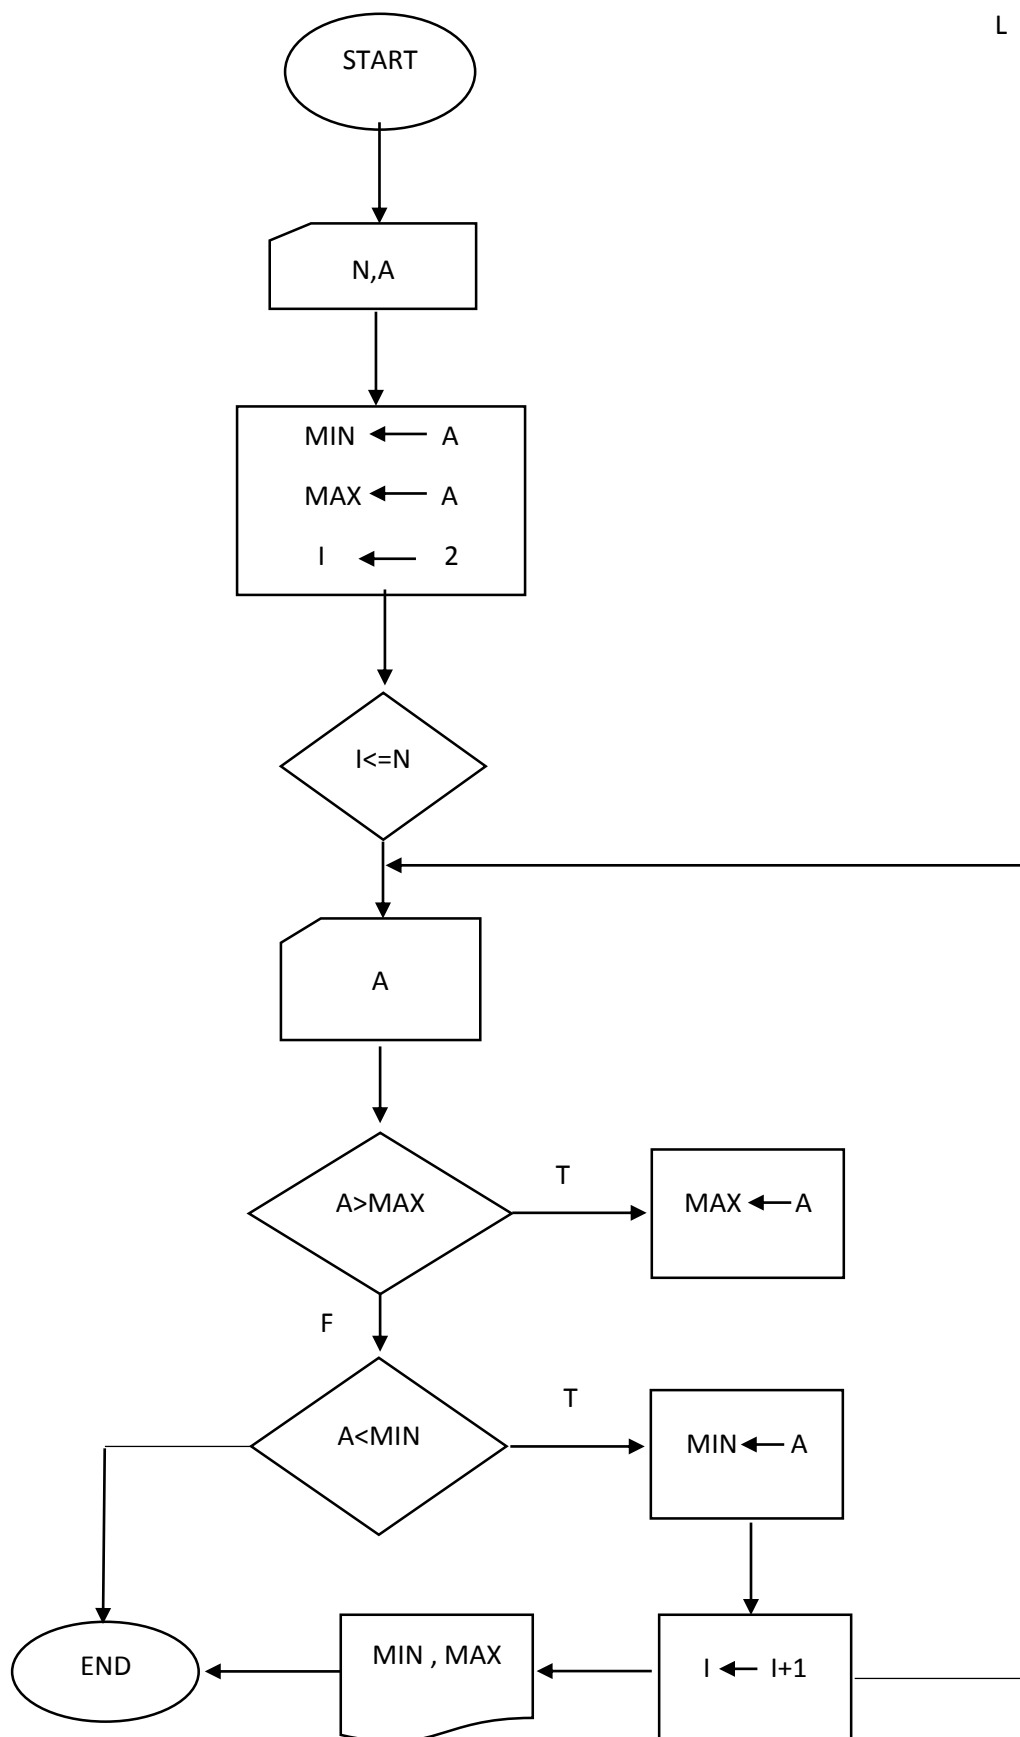 L
START
N,A
MIN ← A
MAX ← A
I ← 2
I<=N
A
A>MAX
T
MAX ← A
F
A<MIN
T
MIN ← A
END
MIN , MAX
I ← I+1